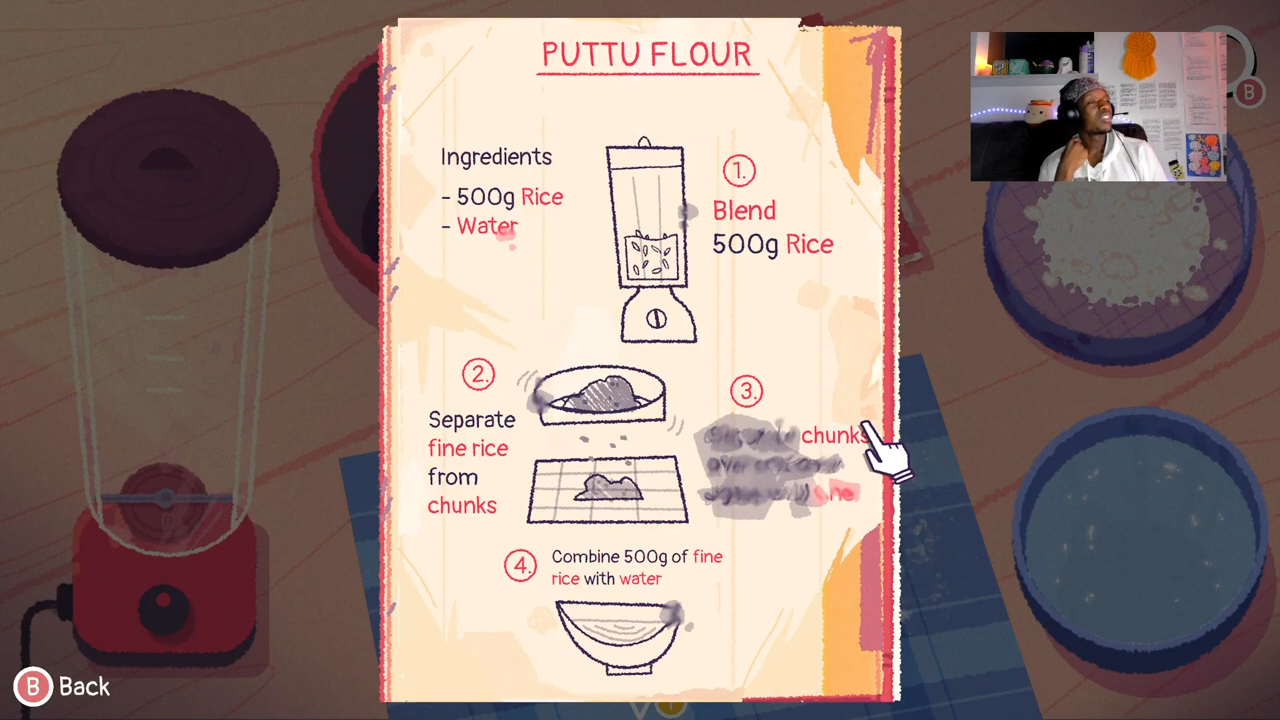 PUTTU FLOUR
Ingredients
- 500g Rice
- Water
1.
Blend
500g Rice
2.
Separate
fine rice
from
chunks
3.
chunks
4.
Combine 500g of fine
rice with water
B
B Back